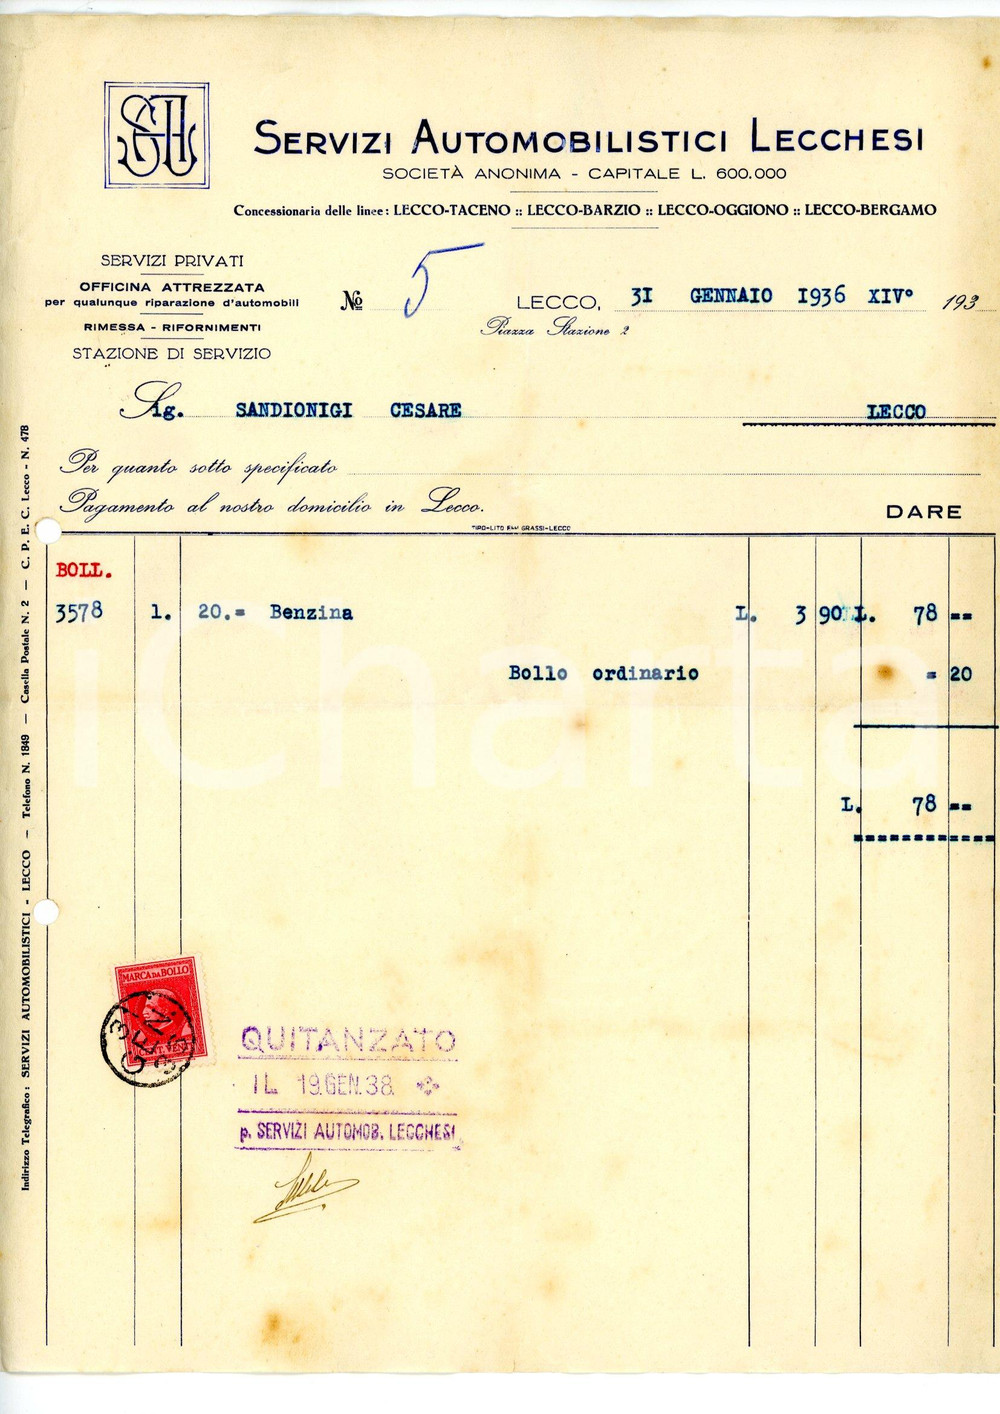 SAL
SERVIZI AUTOMOBILISTICI LECCHESI
SOCIETÀ ANONIMA - CAPITALE L. 600.000
Concessionaria delle linee: LECCO-TACENO :: LECCO-BARZIO :: LECCO-OGGIONO :: LECCO-BERGAMO
SERVIZI PRIVATI
OFFICINA ATTREZZATA
per qualunque riparazione d'automobili
RIMESSA - RIFORNIMENTI
STAZIONE DI SERVIZIO
No 5
LECCO, 31 GENNAIO 1936 XIV° 193
Piazza Stazione 2
Sig. SANDIONIGI CESARE LECCO
Per quanto sotto specificato
Pagamento al nostro domicilio in Lecco.
DARE
TIPO-LITO F.LLI GRASSI-LECCO
BOLL.
3578 l. 20.= Benzina L. 3 90 L. 78 --
Bollo ordinario = 20
L. 78 --
iCharta
MARCA DA BOLLO
QUITANZATO
IL 19.GEN.38
p. SERVIZI AUTOMOB. LECCHESI
Indirizzo Telegrafico: SERVIZI AUTOMOBILISTICI - LECCO — Telefono N. 1849 — Casella Postale N. 2 — C. P. E. C. Lecco - N. 478